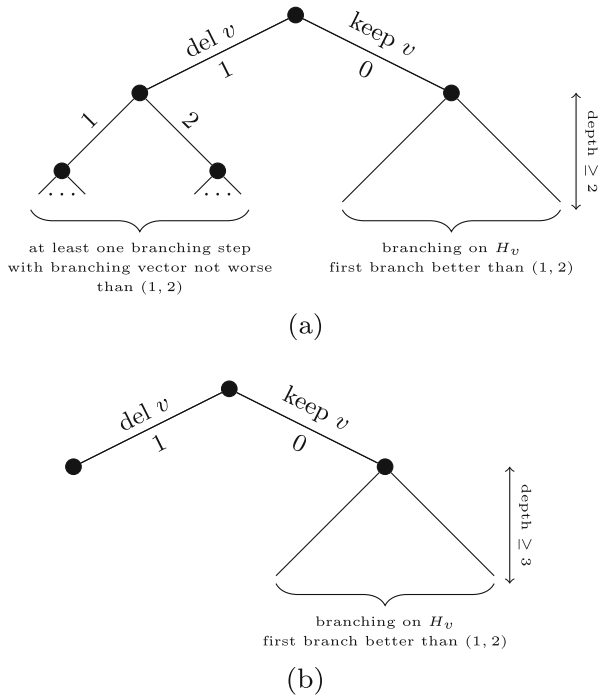 del v
keep v
1
0
1
2
depth ≥ 2
...
...
at least one branching step
with branching vector not worse
than (1, 2)
branching on Hᵥ
first branch better than (1, 2)
(a)
del v
keep v
1
0
depth ≥ 3
branching on Hᵥ
first branch better than (1, 2)
(b)